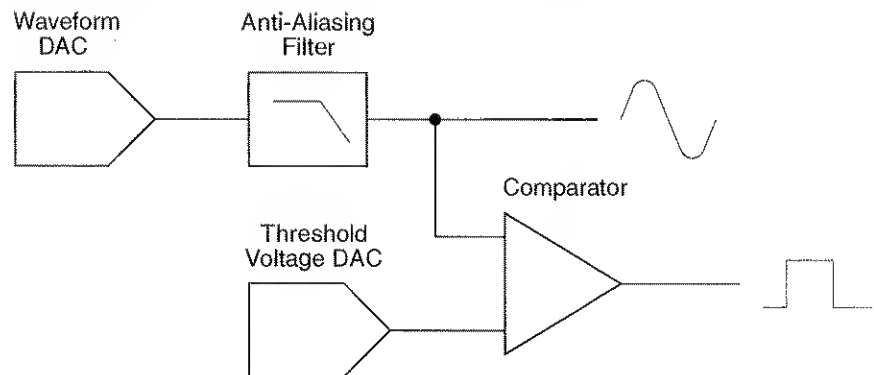 Waveform
DAC
Anti-Aliasing
Filter
Comparator
Threshold
Voltage DAC